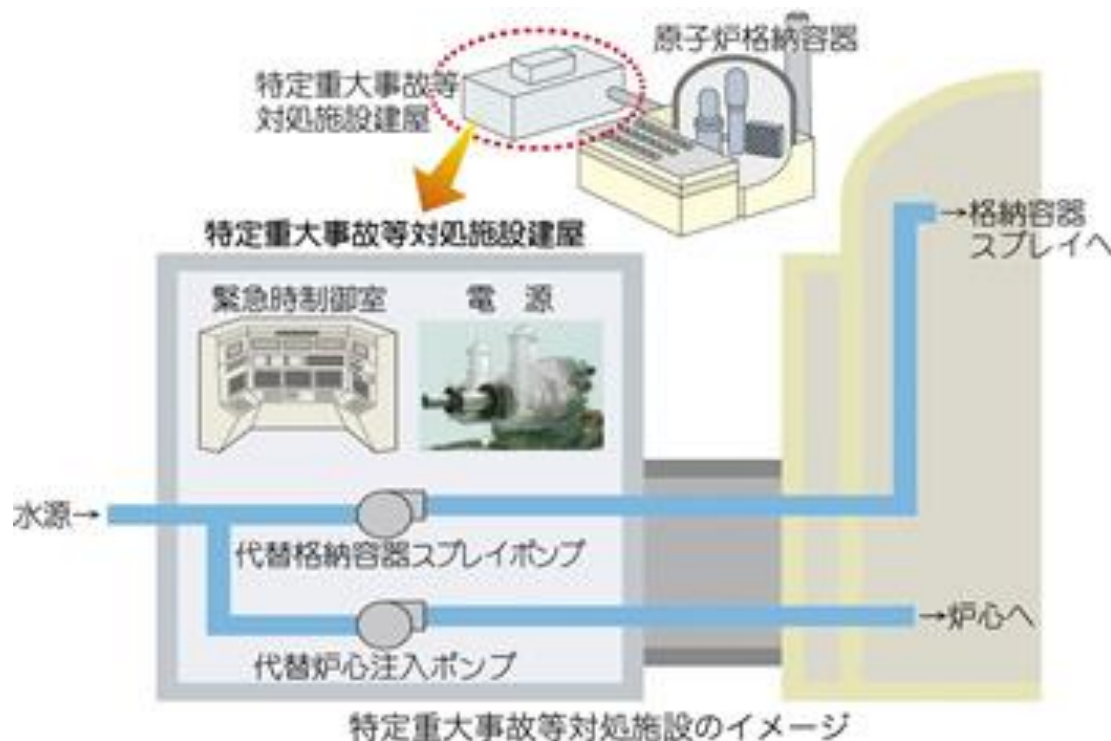 原子炉格納容器
特定重大事故等
対処施設建屋
特定重大事故等対処施設建屋
→格納容器
スプレイへ
緊急時制御室
電 源
水源→
代替格納容器スプレイポンプ
→炉心へ
代替炉心注入ポンプ
特定重大事故等対処施設のイメージ